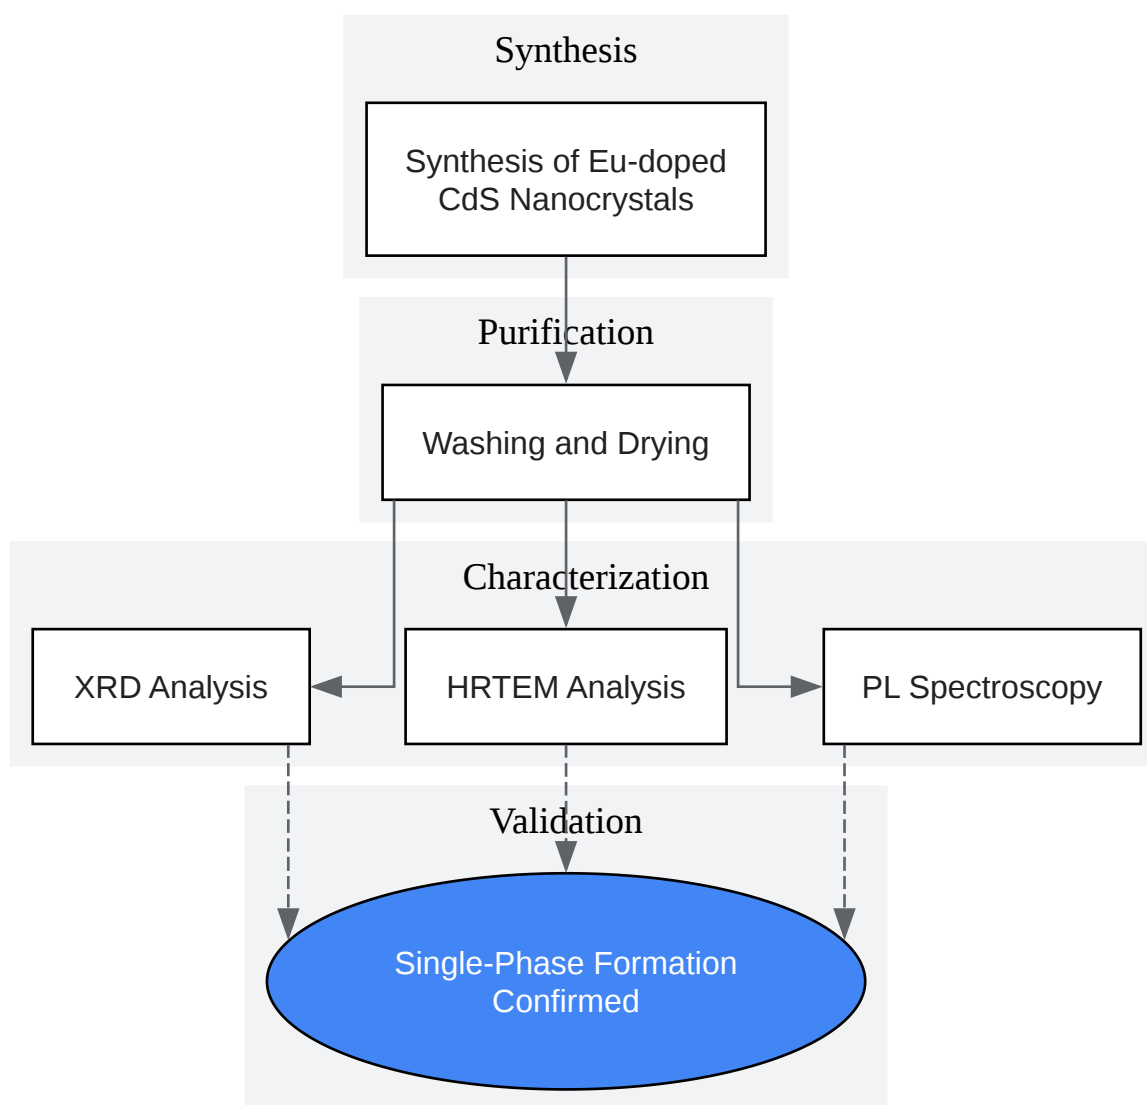 Synthesis
Synthesis of Eu-doped
CdS Nanocrystals
Purification
Washing and Drying
Characterization
XRD Analysis
HRTEM Analysis
PL Spectroscopy
Validation
Single-Phase Formation
Confirmed